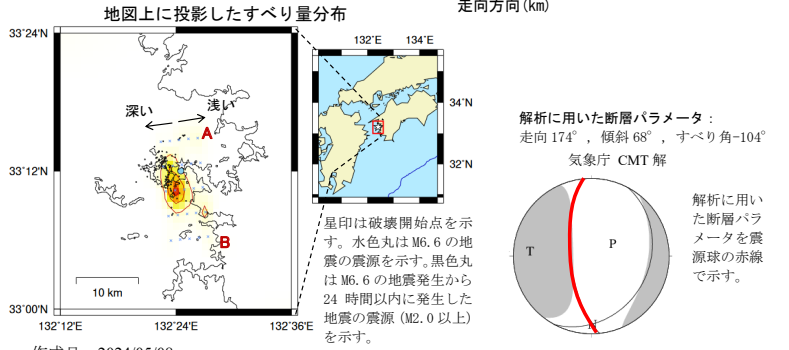 走向方向(km)
地図上に投影したすべり量分布
33°24'N
33°12'N
33°00'N
132°12'E
132°24'E
132°36'E
深い
浅い
A
B
10 km
132°E
134°E
34°N
32°N
星印は破壊開始点を示
す。水色丸はM6.6の地
震の震源を示す。黒色丸
はM6.6の地震発生から
24 時間以内に発生した
地震の震源(M2.0以上)
を示す。
解析に用いた断層パラメータ：
走向174°，傾斜68°，すべり角-104°
気象庁 CMT 解
T
P
N
解析に用い
た断層パラ
メータを震
源球の赤線
で示す。